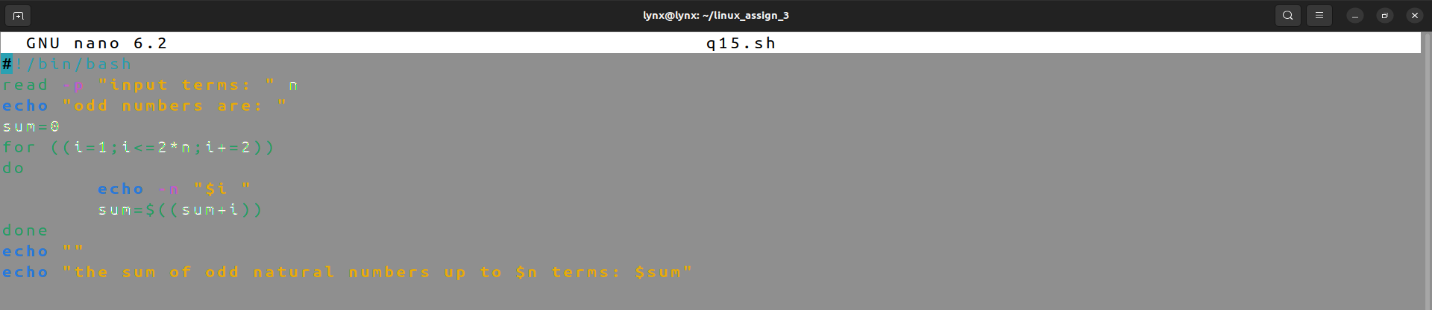 lynx@lynx: ~/linux_assign_3
GNU nano 6.2 q15.sh
#!/bin/bash
read -p "input terms: " n
echo "odd numbers are: "
sum=0
for ((i=1;i<=2*n;i+=2))
do
        echo -n "$i "
        sum=$((sum+i))
done
echo ""
echo "the sum of odd natural numbers up to $n terms: $sum"